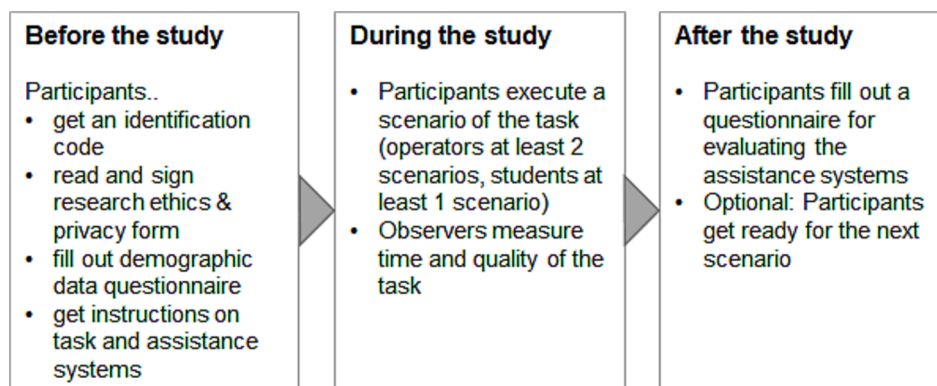 Before the study
Participants..
• get an identification
code
• read and sign
research ethics &
privacy form
• fill out demographic
data questionnaire
• get instructions on
task and assistance
systems
During the study
• Participants execute a
scenario of the task
(operators at least 2
scenarios, students at
least 1 scenario)
• Observers measure
time and quality of the
task
After the study
• Participants fill out a
questionnaire for
evaluating the
assistance systems
• Optional: Participants
get ready for the next
scenario